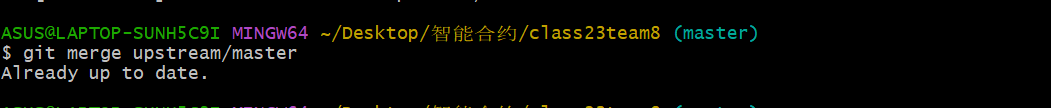 ASUS@LAPTOP-SUNH5C9I MINGW64 ~/Desktop/智能合约/class23team8 (master)
$ git merge upstream/master
Already up to date.